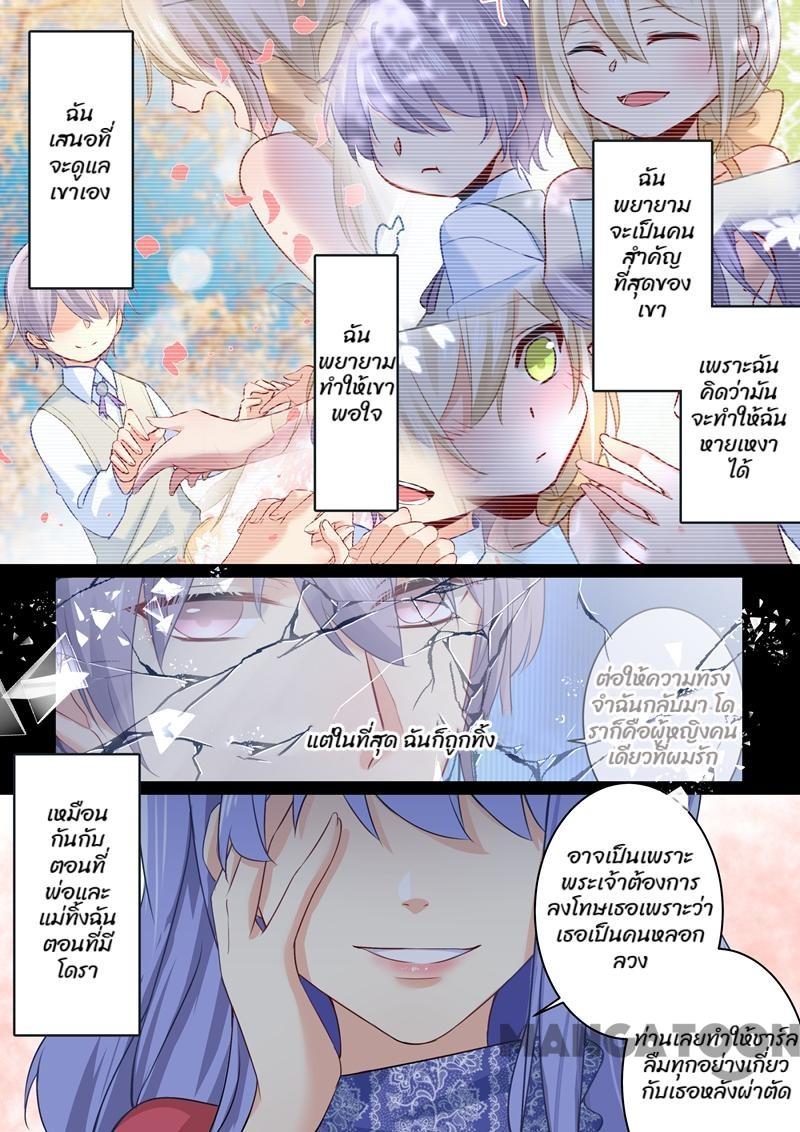 ฉัน
เสนอที่
จะดูแล
เขาเอง
ฉัน
พยายาม
จะเป็นคน
สำคัญ
ที่สุดของ
เขา
ฉัน
พยายาม
ทำให้เขา
พอใจ
เพราะฉัน
คิดว่ามัน
จะทำให้ฉัน
หายเหงา
ได้
ต่อให้ความทรง
จำฉันกลับมา โด
ราก็คือผู้หญิงคน
เดียวที่ผมรัก
แต่ในที่สุด ฉันก็ถูกทิ้ง
เหมือน
กันกับ
ตอนที่
พ่อและ
แม่ทิ้งฉัน
ตอนที่มี
โดรา
อาจเป็นเพราะ
พระเจ้าต้องการ
ลงโทษเธอเพราะว่า
เธอเป็นคนหลอก
ลวง
ท่านเลยทำให้ชาร์ล
ลืมทุกอย่างเกี่ยว
กับเธอหลังผ่าตัด
MANGATOON